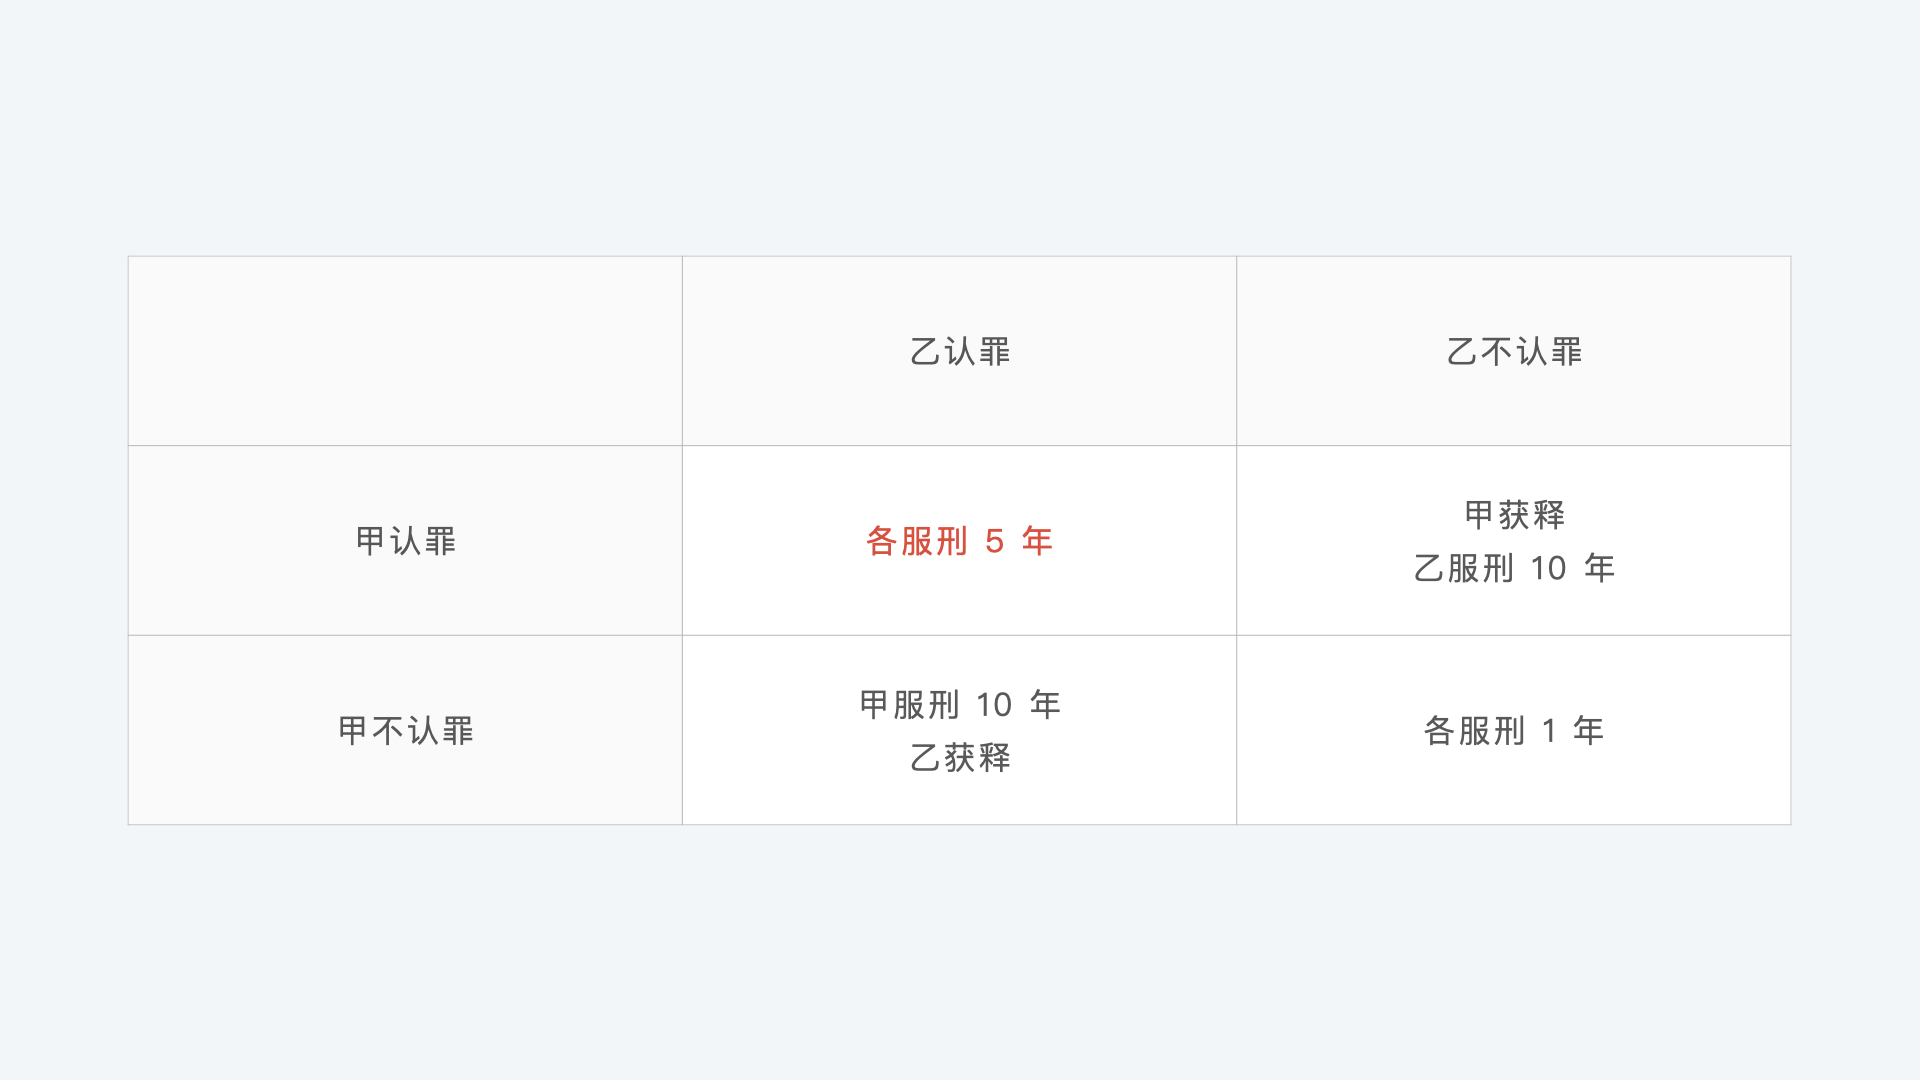 乙认罪
乙不认罪
甲认罪
各服刑 5 年
甲获释
乙服刑 10 年
甲不认罪
甲服刑 10 年
乙获释
各服刑 1 年